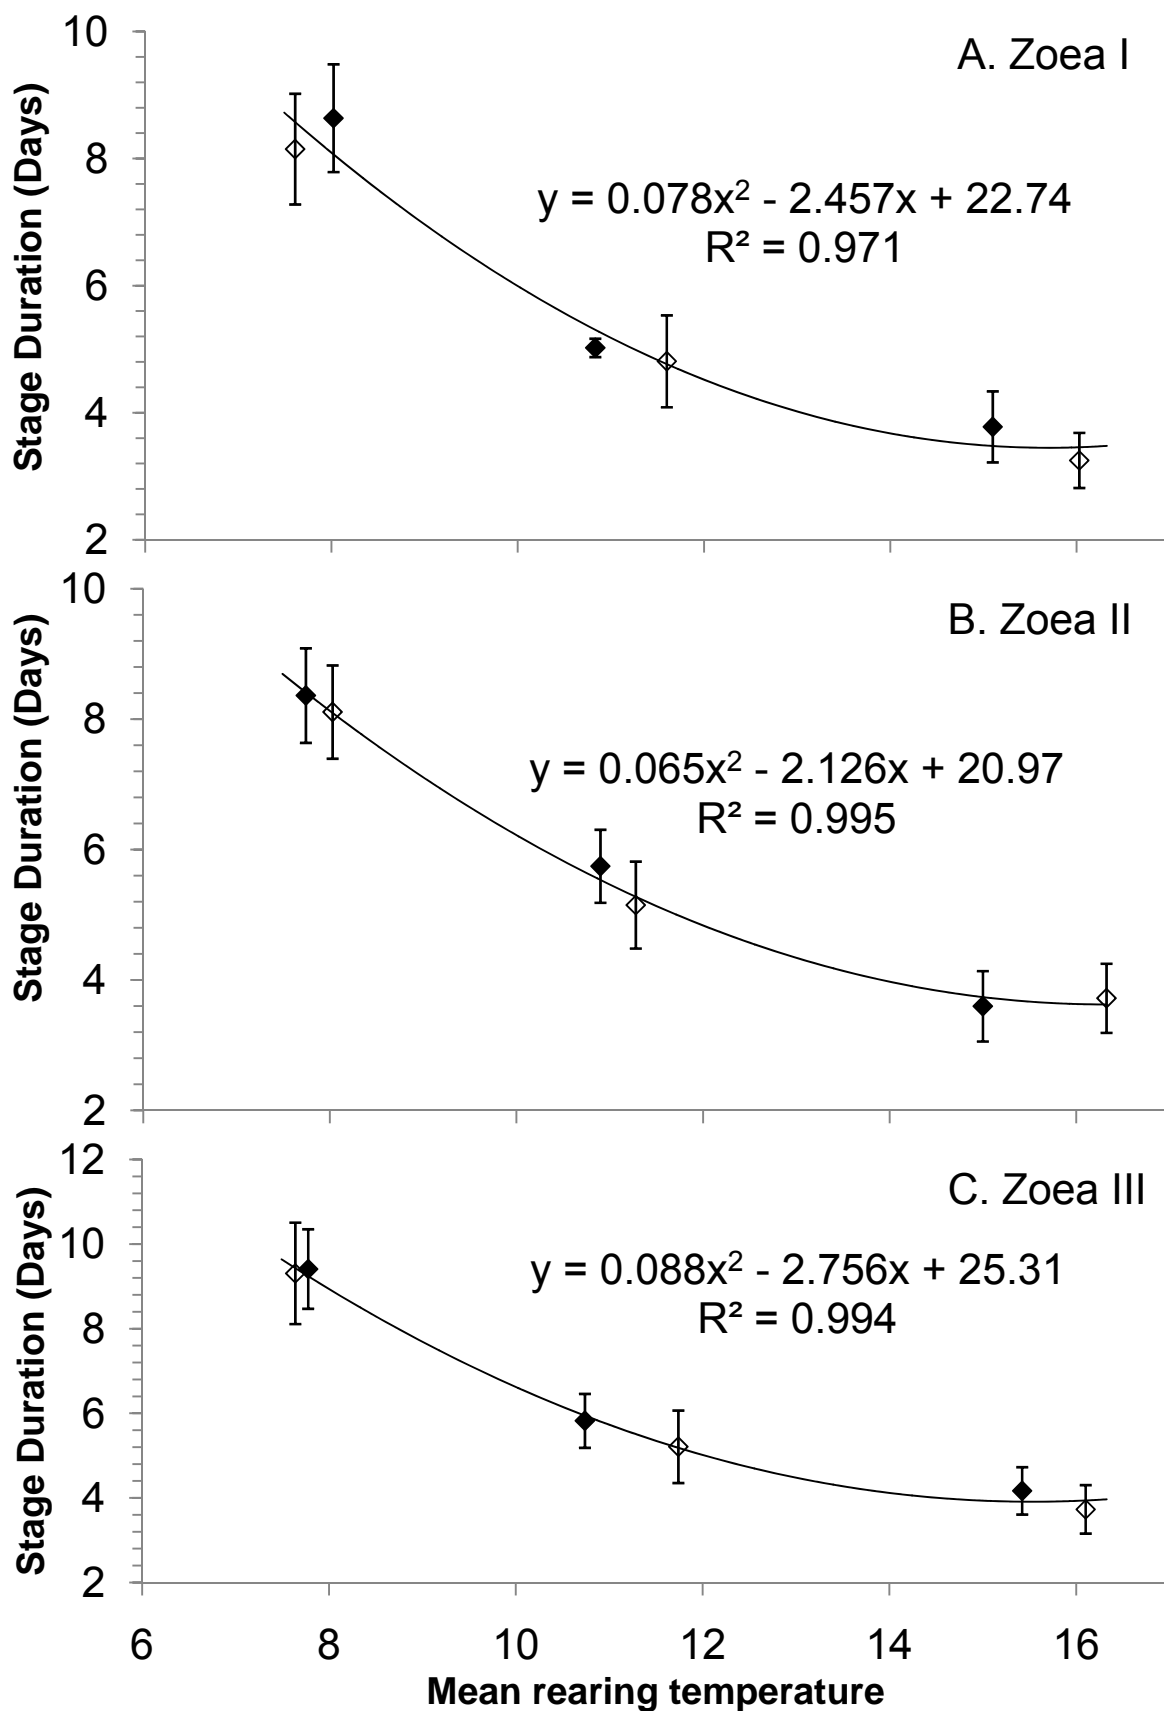 10
8
6
4
2
Stage Duration (Days)
A. Zoea I
y = 0.078x² - 2.457x + 22.74
R² = 0.971
10
8
6
4
2
Stage Duration (Days)
B. Zoea II
y = 0.065x² - 2.126x + 20.97
R² = 0.995
12
10
8
6
4
2
Stage Duration (Days)
C. Zoea III
y = 0.088x² - 2.756x + 25.31
R² = 0.994
6 8 10 12 14 16
Mean rearing temperature